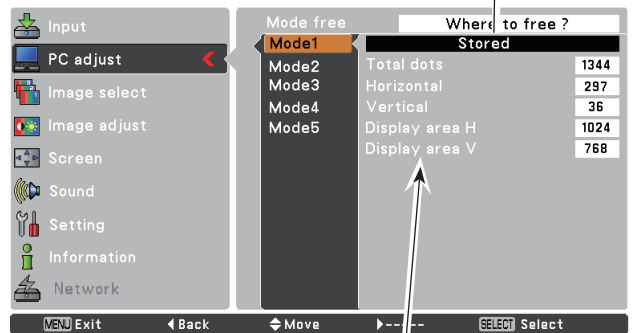 Input
PC adjust
Image select
Image adjust
Screen
Sound
Setting
Information
Network
Mode free
Where to free ?
Mode1
Mode2
Mode3
Mode4
Mode5
Stored
Total dots 1344
Horizontal 297
Vertical 36
Display area H 1024
Display area V 768
MENU Exit
Back
Move
-----
SELECT Select